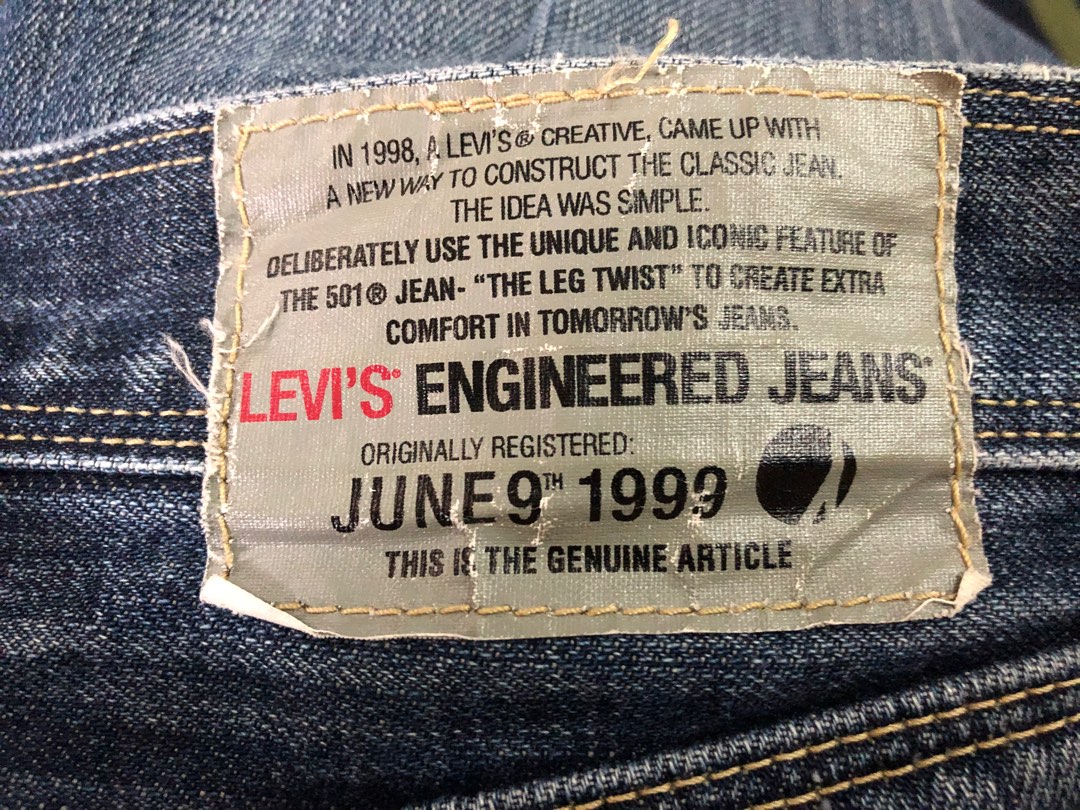 IN 1998, A LEVI'S® CREATIVE, CAME UP WITH
A NEW WAY TO CONSTRUCT THE CLASSIC JEAN.
THE IDEA WAS SIMPLE.
DELIBERATELY USE THE UNIQUE AND ICONIC FEATURE OF
THE 501® JEAN- "THE LEG TWIST" TO CREATE EXTRA
COMFORT IN TOMORROW'S JEANS.
LEVI'S® ENGINEERED JEANS®
ORIGINALLY REGISTERED:
JUNE 9TH 1999
THIS IS THE GENUINE ARTICLE